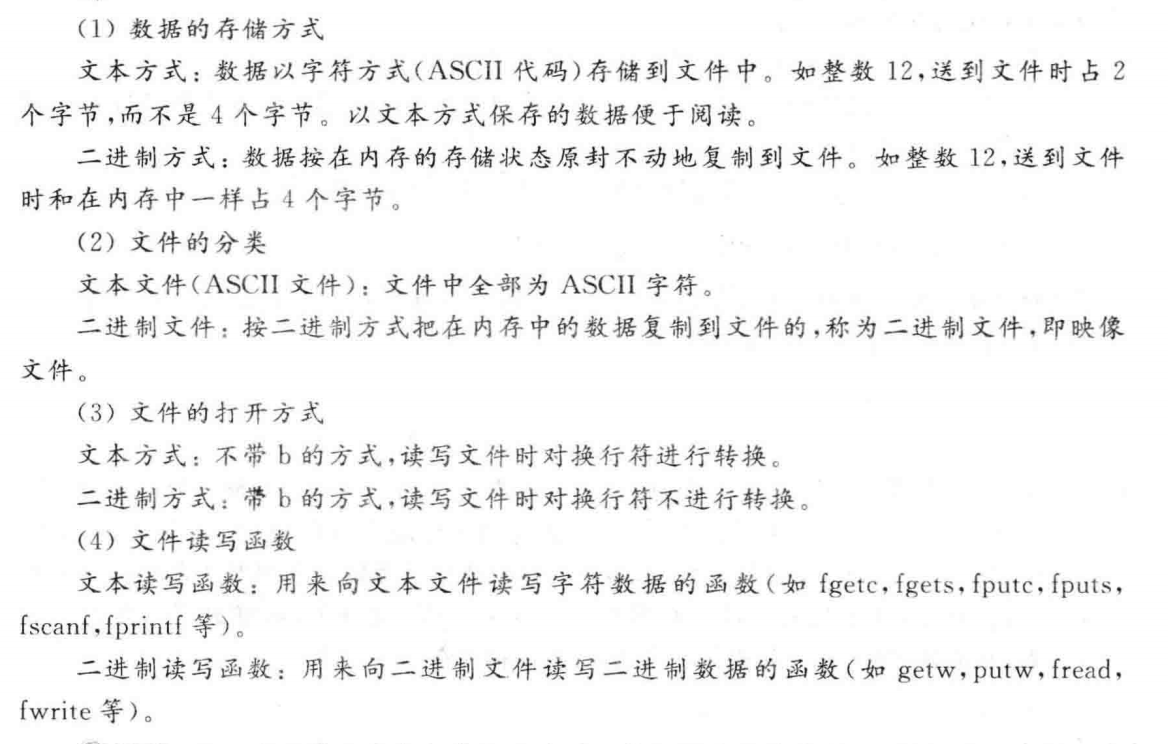 (1) 数据的存储方式
文本方式：数据以字符方式(ASCII 代码)存储到文件中。如整数 12,送到文件时占 2
个字节,而不是 4 个字节。以文本方式保存的数据便于阅读。
二进制方式：数据按在内存的存储状态原封不动地复制到文件。如整数 12,送到文件
时和在内存中一样占 4 个字节。
(2) 文件的分类
文本文件(ASCII 文件)：文件中全部为 ASCII 字符。
二进制文件：按二进制方式把在内存中的数据复制到文件的,称为二进制文件,即映像
文件。
(3) 文件的打开方式
文本方式：不带 b 的方式,读写文件时对换行符进行转换。
二进制方式：带 b 的方式,读写文件时对换行符不进行转换。
(4) 文件读写函数
文本读写函数：用来向文本文件读写字符数据的函数(如 fgetc,fgets,fputc,fputs,
fscanf,fprintf 等)。
二进制读写函数：用来向二进制文件读写二进制数据的函数(如 getw,putw,fread,
fwrite 等)。